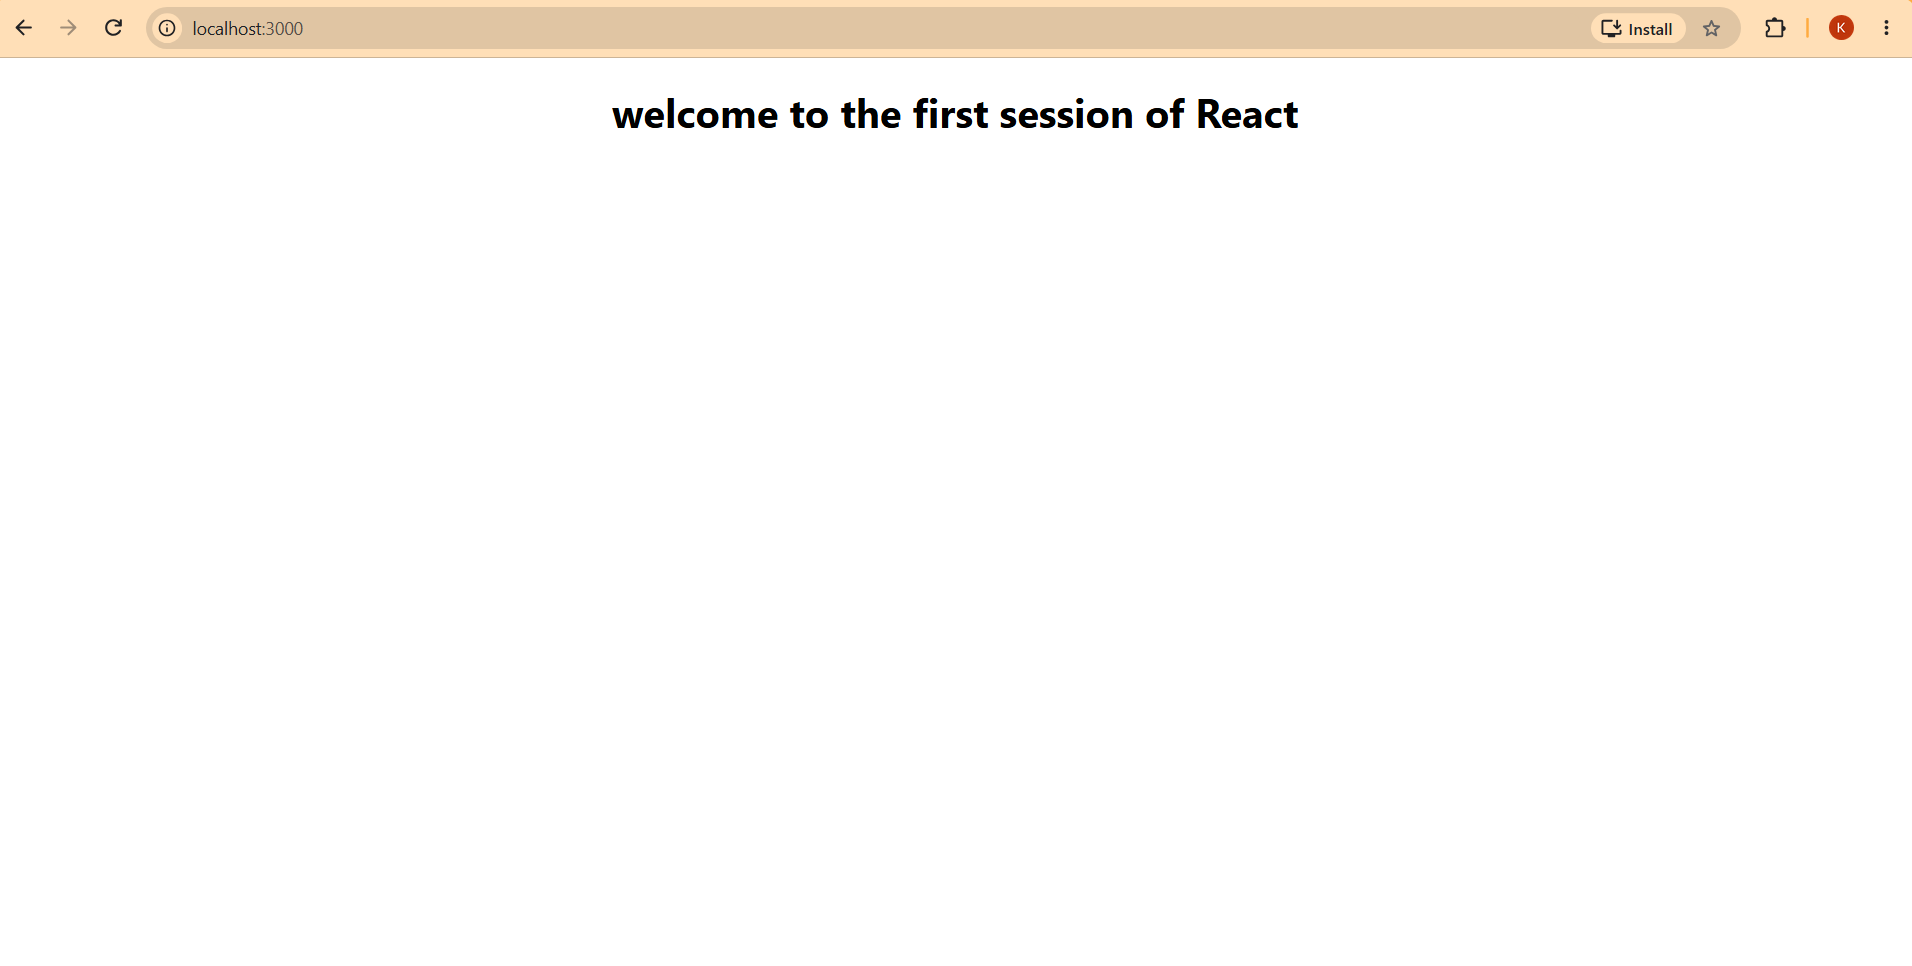 localhost:3000
Install
K
welcome to the first session of React